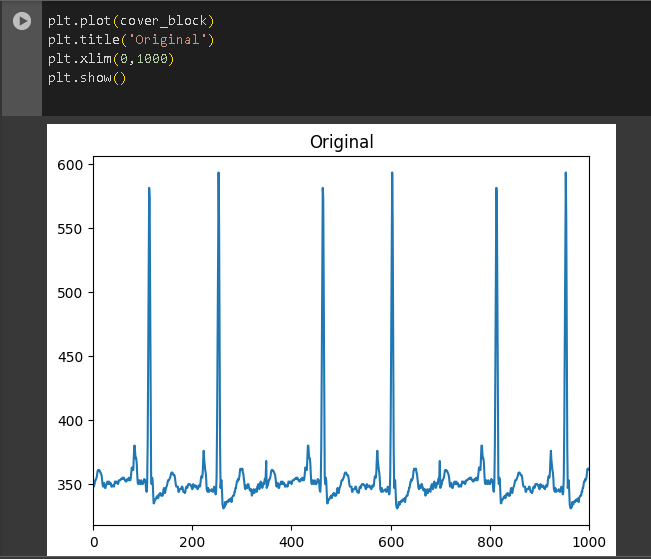 plt.plot(cover_block)
plt.title("Original")
plt.xlim(0,1000)
plt.show()
Original
600
550
500
450
400
350
0 200 400 600 800 1000